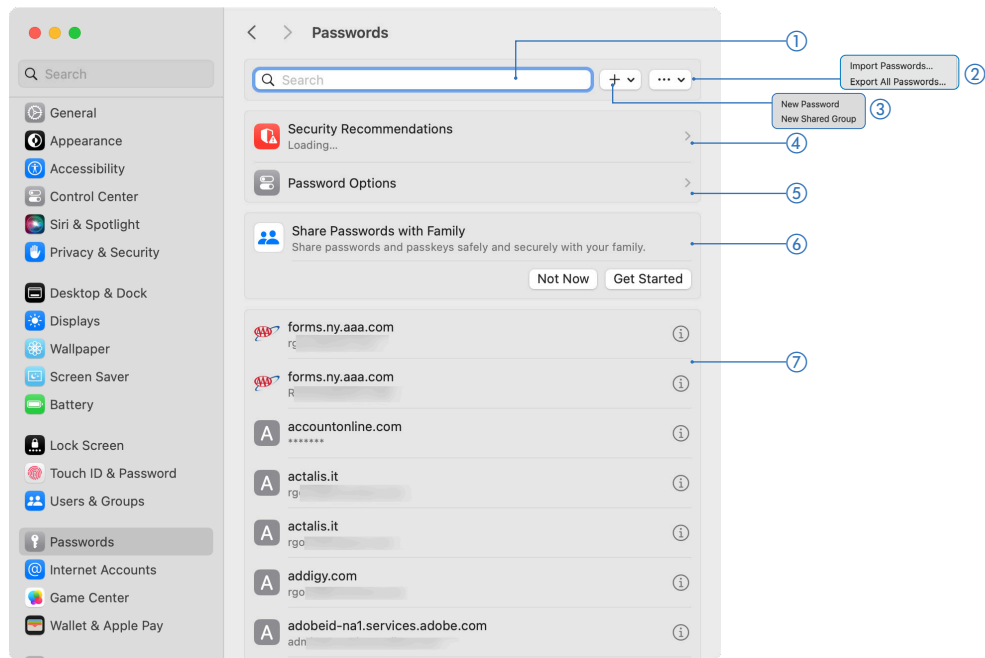 Passwords
①
Search
Search
Import Passwords...
Export All Passwords...
②
New Password
New Shared Group
③
General
Appearance
Accessibility
Control Center
Siri & Spotlight
Privacy & Security
Desktop & Dock
Displays
Wallpaper
Screen Saver
Battery
Lock Screen
Touch ID & Password
Users & Groups
Passwords
Internet Accounts
Game Center
Wallet & Apple Pay
Security Recommendations
Loading...
④
Password Options
⑤
Share Passwords with Family
Share passwords and passkeys safely and securely with your family.
⑥
Not Now
Get Started
forms.ny.aaa.com
⑦
forms.ny.aaa.com
R
A
accountonline.com
*******
A
actalis.it
rgo
A
actalis.it
rgo
A
addigy.com
rgo
A
adobeid-na1.services.adobe.com